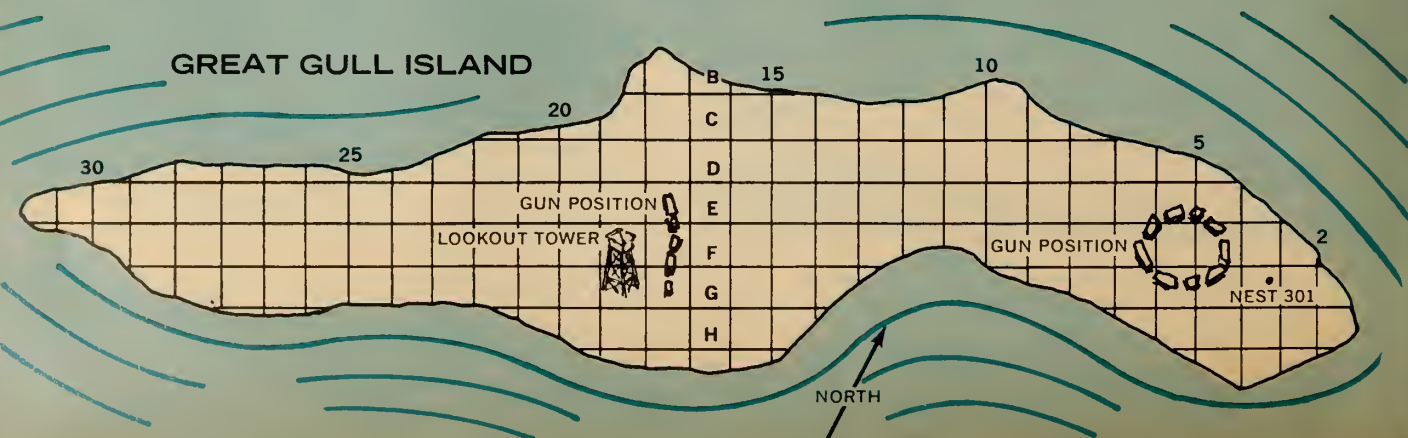 GREAT GULL ISLAND
B
15
10
C
20
5
D
25
30
GUN POSITION
E
LOOKOUT TOWER
F
GUN POSITION
2
G
NEST 301
H
NORTH